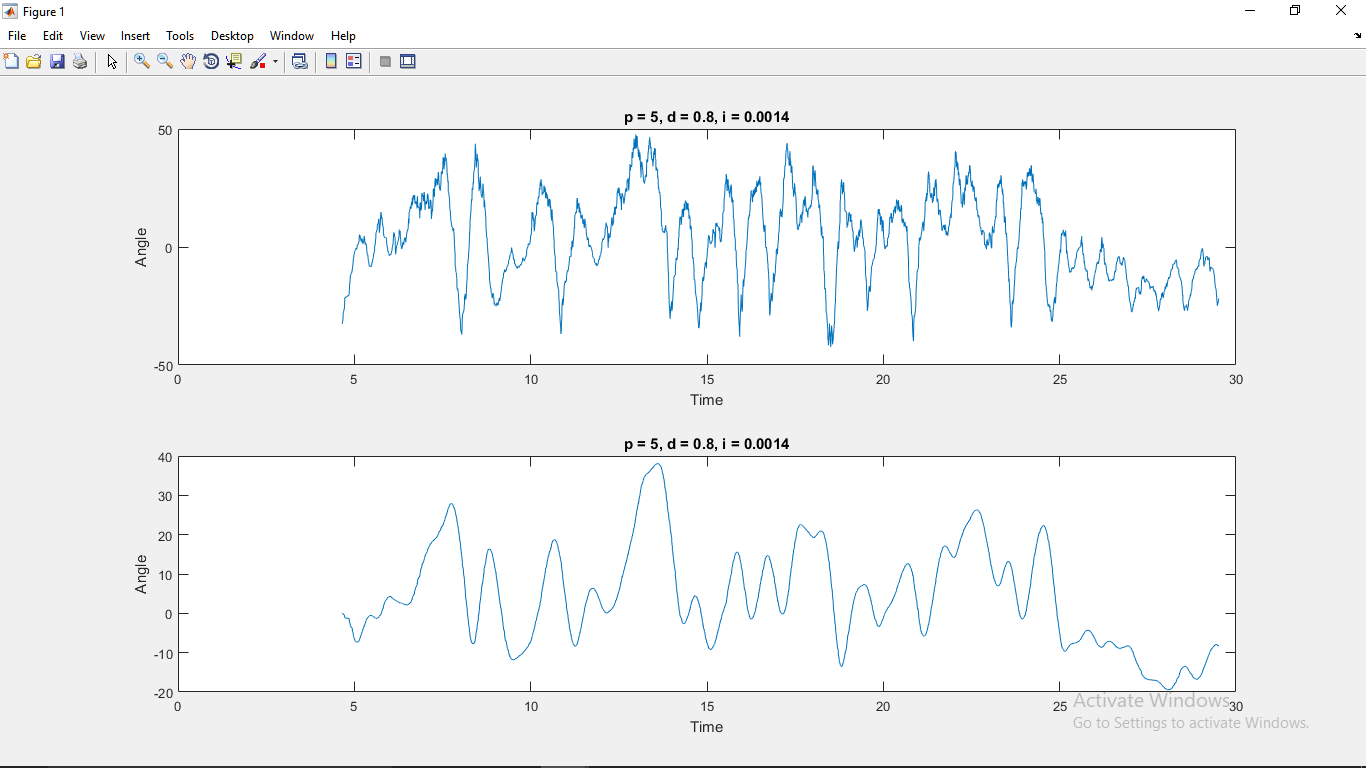 Figure 1
File Edit View Insert Tools Desktop Window Help
p = 5, d = 0.8, i = 0.0014
50
0
-50
Angle
0 5 10 15 20 25 30
Time
p = 5, d = 0.8, i = 0.0014
40
30
20
10
0
-10
-20
Angle
0 5 10 15 20 25 30
Time
Activate Windows
Go to Settings to activate Windows.